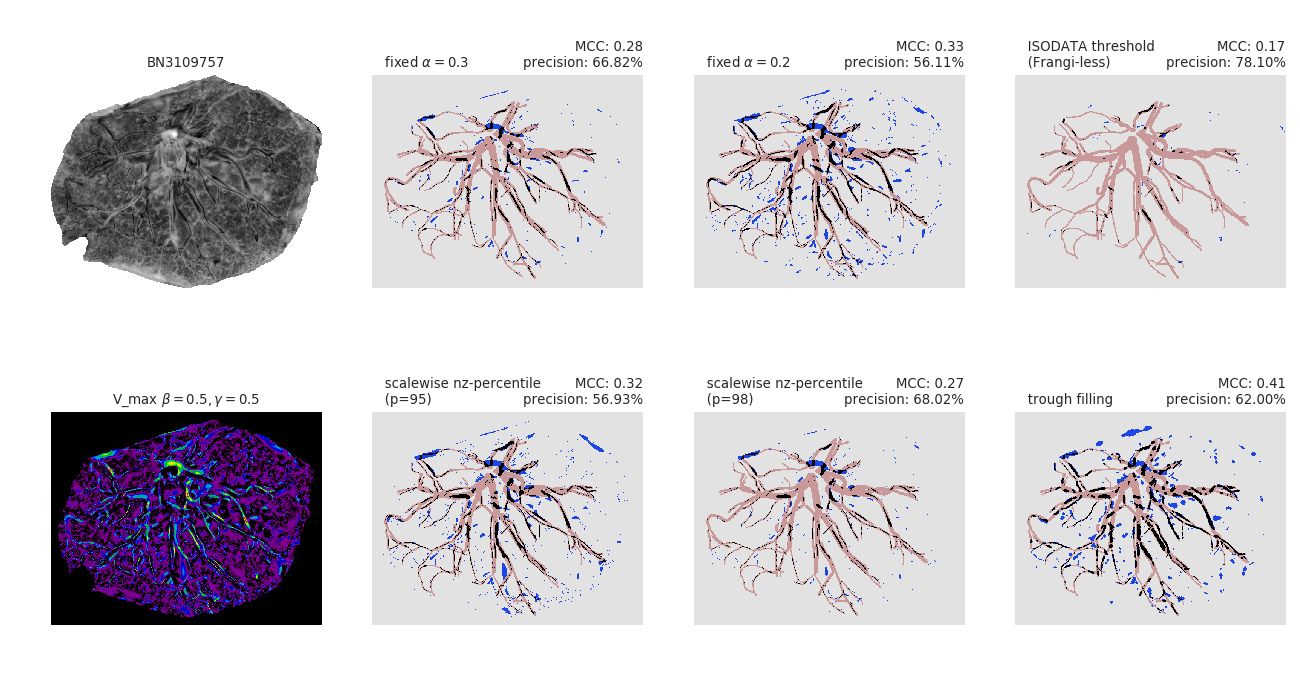 BN3109757
fixed α = 0.3
MCC: 0.28
precision: 66.82%
fixed α = 0.2
MCC: 0.33
precision: 56.11%
ISODATA threshold
(Frangi-less)
MCC: 0.17
precision: 78.10%
V_max β = 0.5, γ = 0.5
scalewise nz-percentile
(p=95)
MCC: 0.32
precision: 56.93%
scalewise nz-percentile
(p=98)
MCC: 0.27
precision: 68.02%
trough filling
MCC: 0.41
precision: 62.00%